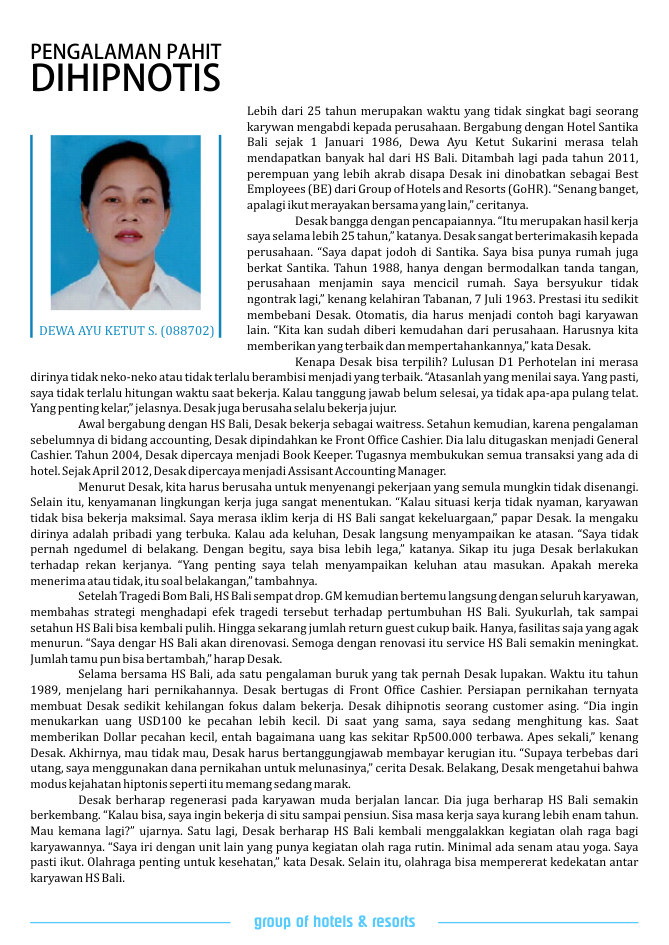 PENGALAMAN PAHIT
DIHIPNOTIS
Lebih dari 25 tahun merupakan waktu yang tidak singkat bagi seorang
karywan mengabdi kepada perusahaan. Bergabung dengan Hotel Santika
Bali sejak 1 Januari 1986, Dewa Ayu Ketut Sukarini merasa telah
mendapatkan banyak hal dari HS Bali. Ditambah lagi pada tahun 2011,
perempuan yang lebih akrab disapa Desak ini dinobatkan sebagai Best
Employees (BE) dari Group of Hotels and Resorts (GoHR). “Senang banget,
apalagi ikut merayakan bersama yang lain,” ceritanya.
Desak bangga dengan pencapaiannya. “Itu merupakan hasil kerja
saya selama lebih 25 tahun,” katanya. Desak sangat berterimakasih kepada
perusahaan. “Saya dapat jodoh di Santika. Saya bisa punya rumah juga
berkat Santika. Tahun 1988, hanya dengan bermodalkan tanda tangan,
perusahaan menjamin saya mencicil rumah. Saya bersyukur tidak
ngontrak lagi,” kenang kelahiran Tabanan, 7 Juli 1963. Prestasi itu sedikit
membebani Desak. Otomatis, dia harus menjadi contoh bagi karyawan
lain. “Kita kan sudah diberi kemudahan dari perusahaan. Harusnya kita
memberikan yang terbaik dan mempertahankannya,” kata Desak.
DEWA AYU KETUT S. (088702)
Kenapa Desak bisa terpilih? Lulusan D1 Perhotelan ini merasa
dirinya tidak neko-neko atau tidak terlalu berambisi menjadi yang terbaik. “Atasanlah yang menilai saya. Yang pasti,
saya tidak terlalu hitungan waktu saat bekerja. Kalau tanggung jawab belum selesai, ya tidak apa-apa pulang telat.
Yang penting kelar,” jelasnya. Desak juga berusaha selalu bekerja jujur.
Awal bergabung dengan HS Bali, Desak bekerja sebagai waitress. Setahun kemudian, karena pengalaman
sebelumnya di bidang accounting, Desak dipindahkan ke Front Office Cashier. Dia lalu ditugaskan menjadi General
Cashier. Tahun 2004, Desak dipercaya menjadi Book Keeper. Tugasnya membukukan semua transaksi yang ada di
hotel. Sejak April 2012, Desak dipercaya menjadi Assisant Accounting Manager.
Menurut Desak, kita harus berusaha untuk menyenangi pekerjaan yang semula mungkin tidak disenangi.
Selain itu, kenyamanan lingkungan kerja juga sangat menentukan. “Kalau situasi kerja tidak nyaman, karyawan
tidak bisa bekerja maksimal. Saya merasa iklim kerja di HS Bali sangat kekeluargaan,” papar Desak. Ia mengaku
dirinya adalah pribadi yang terbuka. Kalau ada keluhan, Desak langsung menyampaikan ke atasan. “Saya tidak
pernah ngedumel di belakang. Dengan begitu, saya bisa lebih lega,” katanya. Sikap itu juga Desak berlakukan
terhadap rekan kerjanya. “Yang penting saya telah menyampaikan keluhan atau masukan. Apakah mereka
menerima atau tidak, itu soal belakangan,” tambahnya.
Setelah Tragedi Bom Bali, HS Bali sempat drop. GM kemudian bertemu langsung dengan seluruh karyawan,
membahas strategi menghadapi efek tragedi tersebut terhadap pertumbuhan HS Bali. Syukurlah, tak sampai
setahun HS Bali bisa kembali pulih. Hingga sekarang jumlah return guest cukup baik. Hanya, fasilitas saja yang agak
menurun. “Saya dengar HS Bali akan direnovasi. Semoga dengan renovasi itu service HS Bali semakin meningkat.
Jumlah tamu pun bisa bertambah,” harap Desak.
Selama bersama HS Bali, ada satu pengalaman buruk yang tak pernah Desak lupakan. Waktu itu tahun
1989, menjelang hari pernikahannya. Desak bertugas di Front Office Cashier. Persiapan pernikahan ternyata
membuat Desak sedikit kehilangan fokus dalam bekerja. Desak dihipnotis seorang customer asing. “Dia ingin
menukarkan uang USD100 ke pecahan lebih kecil. Di saat yang sama, saya sedang menghitung kas. Saat
memberikan Dollar pecahan kecil, entah bagaimana uang kas sekitar Rp500.000 terbawa. Apes sekali,” kenang
Desak. Akhirnya, mau tidak mau, Desak harus bertanggungjawab membayar kerugian itu. “Supaya terbebas dari
utang, saya menggunakan dana pernikahan untuk melunasinya,” cerita Desak. Belakang, Desak mengetahui bahwa
modus kejahatan hiptonis seperti itu memang sedang marak.
Desak berharap regenerasi pada karyawan muda berjalan lancar. Dia juga berharap HS Bali semakin
berkembang. “Kalau bisa, saya ingin bekerja di situ sampai pensiun. Sisa masa kerja saya kurang lebih enam tahun.
Mau kemana lagi?” ujarnya. Satu lagi, Desak berharap HS Bali kembali menggalakkan kegiatan olah raga bagi
karyawannya. “Saya iri dengan unit lain yang punya kegiatan olah raga rutin. Minimal ada senam atau yoga. Saya
pasti ikut. Olahraga penting untuk kesehatan,” kata Desak. Selain itu, olahraga bisa mempererat kedekatan antar
karyawan HS Bali.
group of hotels & resorts